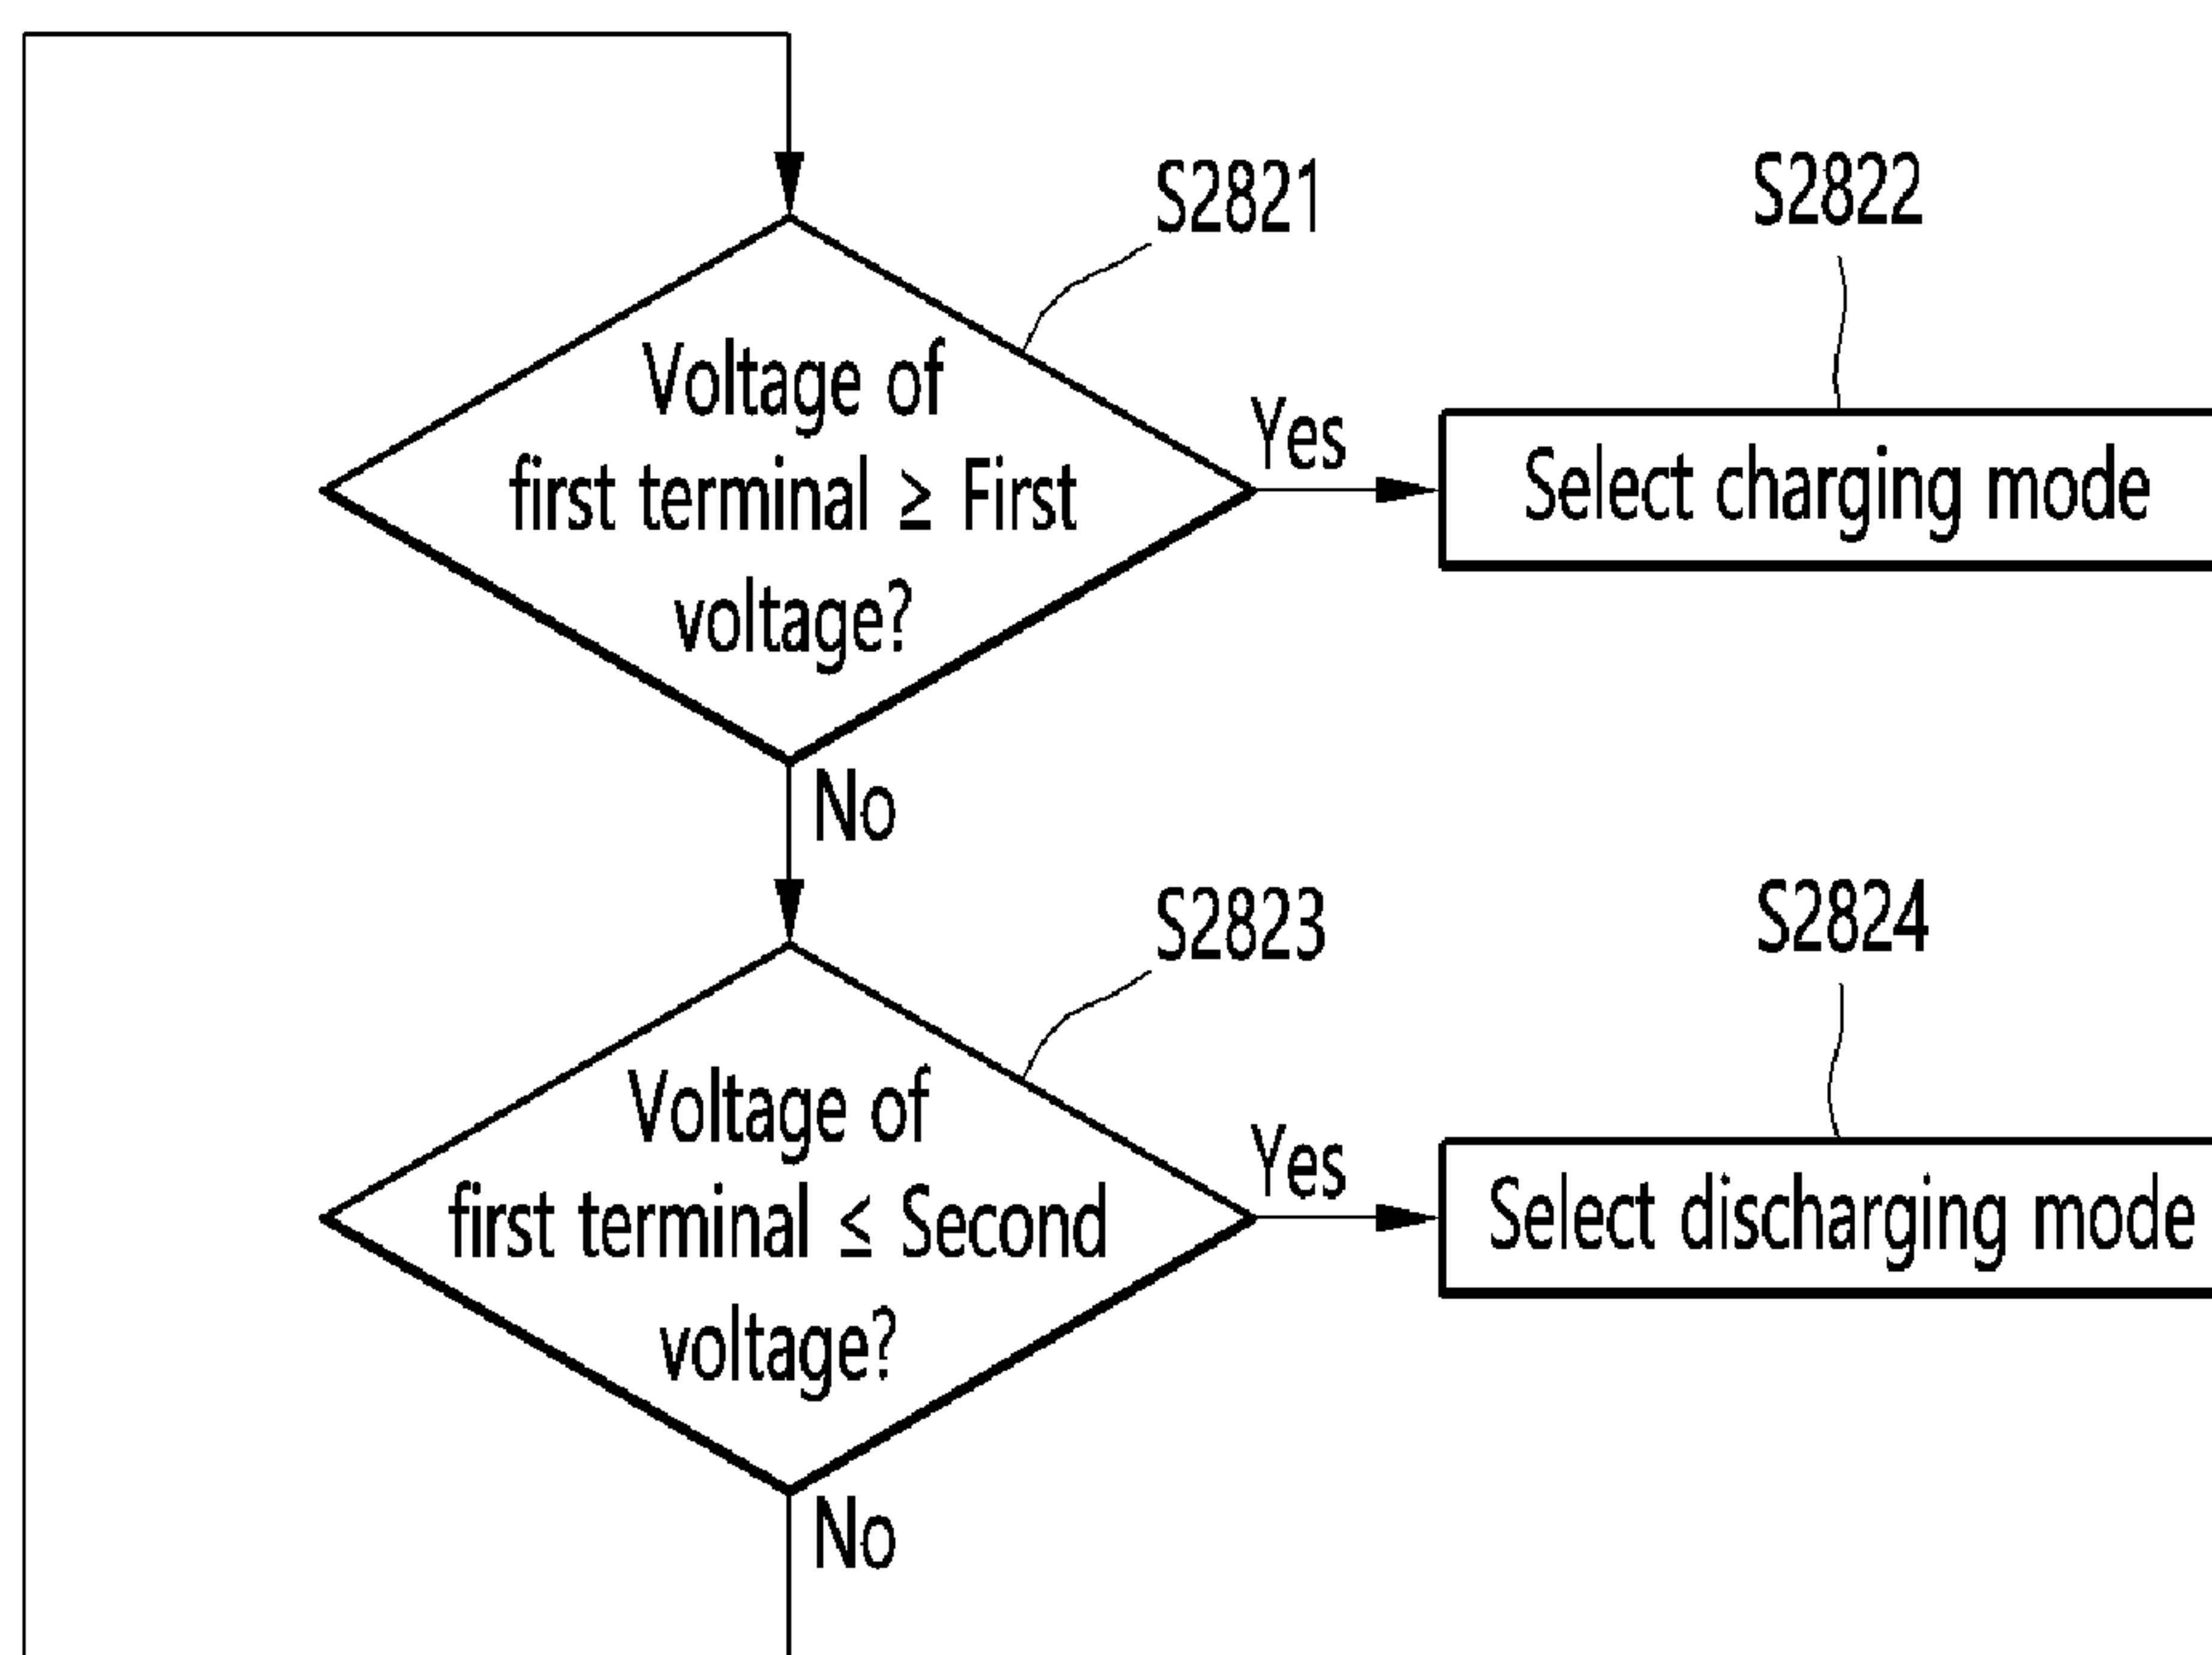 S2821
S2822
Voltage of
first terminal ≥ First
voltage?
Yes
Select charging mode
No
S2823
S2824
Voltage of
first terminal ≤ Second
voltage?
Yes
Select discharging mode
No